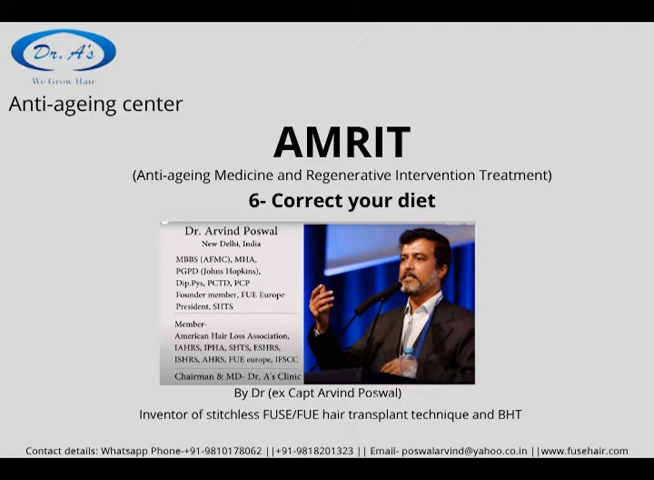 Dr. A's
We Grow Hair
Anti-ageing center
AMRIT
(Anti-ageing Medicine and Regenerative Intervention Treatment)
6- Correct your diet
Dr. Arvind Poswal
New Delhi, India
MBBS (AFMC), MHA,
PGPD (Johns Hopkins),
Dip.Pys, PCTD, PCP
Founder member, FUE Europe
President, SHTS
Member-
American Hair Loss Association,
IAHRS, IPHA, SHTS, ESHRS,
ISHRS, AHRS, FUE europe, IFSCC
Chairman & MD- Dr. A's Clinic
By Dr (ex Capt Arvind Poswal)
Inventor of stitchless FUSE/FUE hair transplant technique and BHT
Contact details: Whatsapp Phone-+91-9810178062 ||+91-9818201323 || Email- poswalarvind@yahoo.co.in ||www.fusehair.com